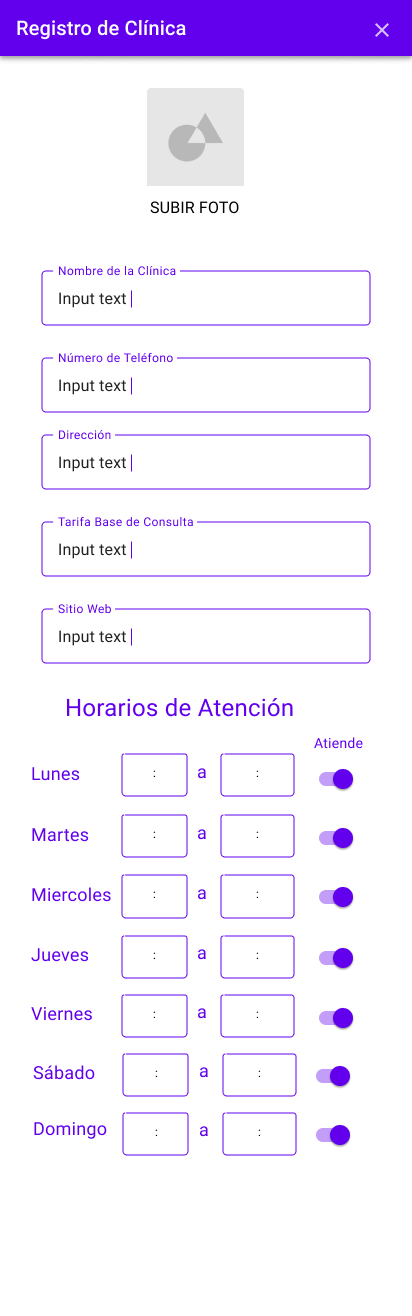 Registro de Clínica
SUBIR FOTO
Nombre de la Clínica
Input text
Número de Teléfono
Input text
Dirección
Input text
Tarifa Base de Consulta
Input text
Sitio Web
Input text
Horarios de Atención
Atiende
Lunes : a :
Martes : a :
Miercoles : a :
Jueves : a :
Viernes : a :
Sábado : a :
Domingo : a :